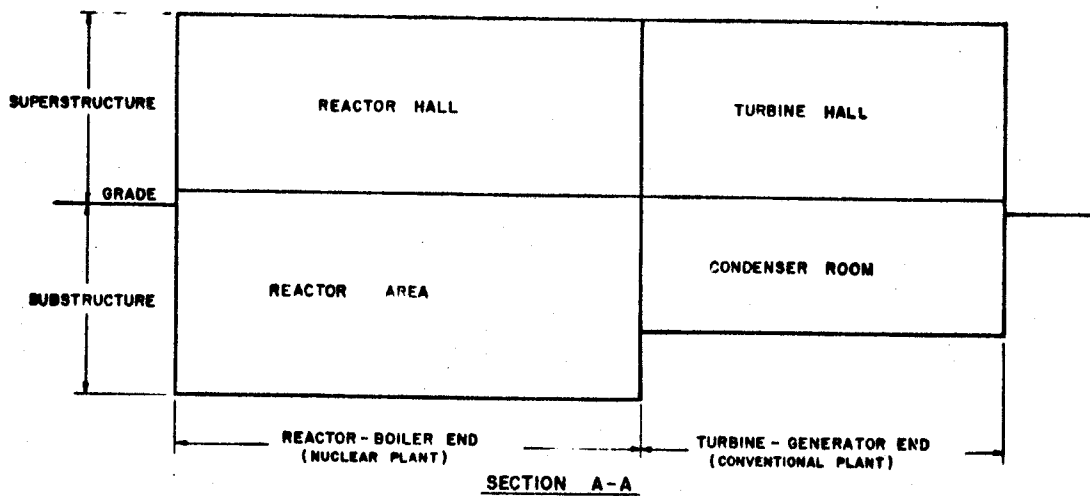 SUPERSTRUCTURE
REACTOR HALL
TURBINE HALL
GRADE
SUBSTRUCTURE
REACTOR AREA
CONDENSER ROOM
REACTOR-BOILER END
(NUCLEAR PLANT)
TURBINE-GENERATOR END
(CONVENTIONAL PLANT)
SECTION A-A